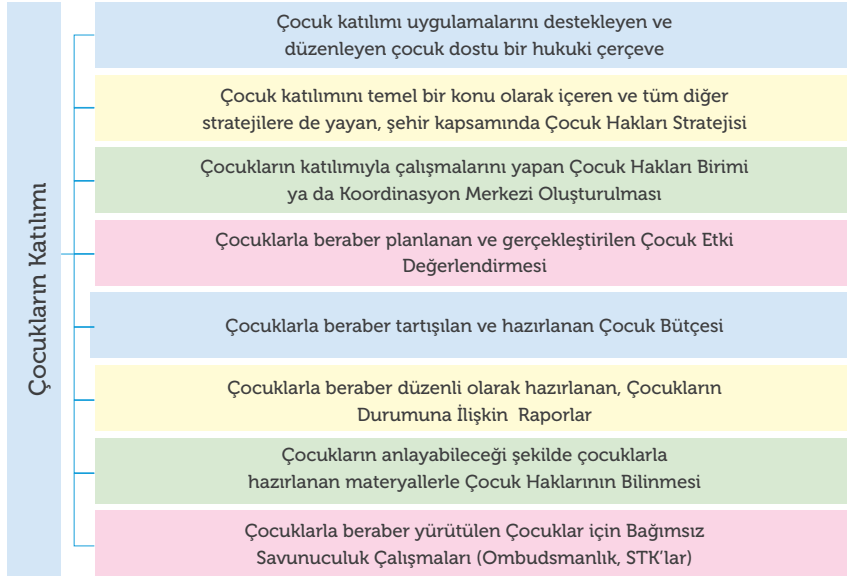 Çocukların Katılımı
Çocuk katılımı uygulamalarını destekleyen ve
düzenleyen çocuk dostu bir hukuki çerçeve
Çocuk katılımını temel bir konu olarak içeren ve tüm diğer
stratejilere de yayan, şehir kapsamında Çocuk Hakları Stratejisi
Çocukların katılımıyla çalışmalarını yapan Çocuk Hakları Birimi
ya da Koordinasyon Merkezi Oluşturulması
Çocuklarla beraber planlanan ve gerçekleştirilen Çocuk Etki
Değerlendirmesi
Çocuklarla beraber tartışılan ve hazırlanan Çocuk Bütçesi
Çocuklarla beraber düzenli olarak hazırlanan, Çocukların
Durumuna İlişkin Raporlar
Çocukların anlayabileceği şekilde çocuklarla
hazırlanan materyallerle Çocuk Haklarının Bilinmesi
Çocuklarla beraber yürütülen Çocuklar için Bağımsız
Savunuculuk Çalışmaları (Ombudsmanlık, STK'lar)